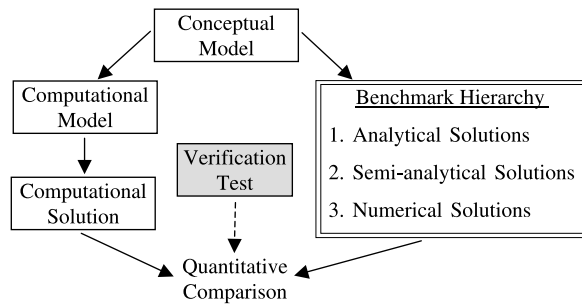 Conceptual
Model
Computational
Model
Computational
Solution
Verification
Test
Benchmark Hierarchy
1. Analytical Solutions
2. Semi-analytical Solutions
3. Numerical Solutions
Quantitative
Comparison